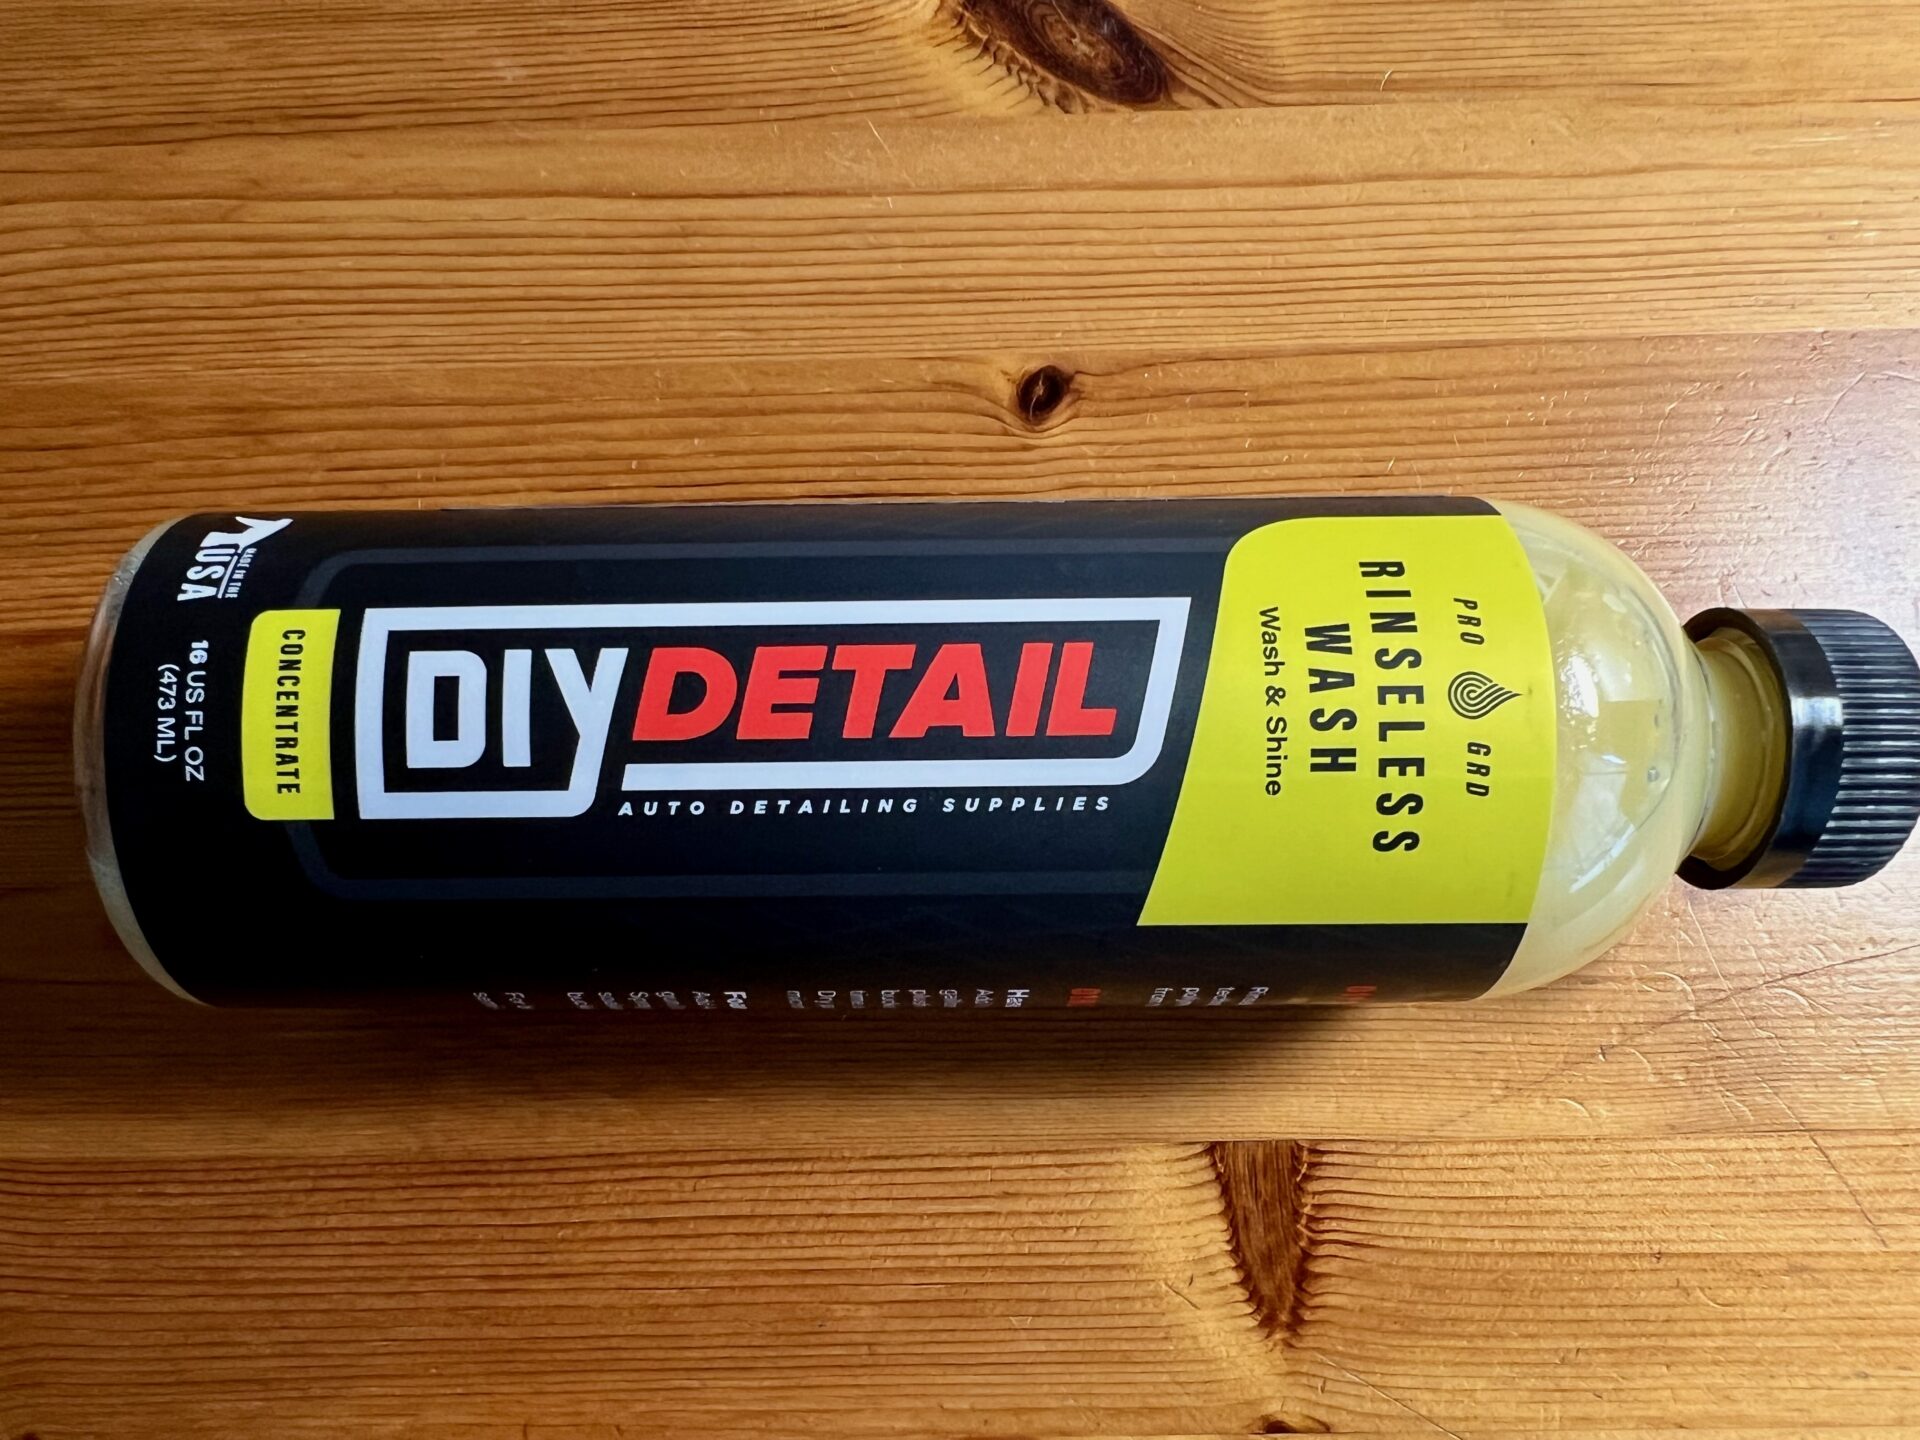 PRO GRD
RINSELESS
WASH
Wash & Shine
DIY DETAIL
AUTO DETAILING SUPPLIES
CONCENTRATE
MADE IN THE
USA
16 US FL OZ
(473 ML)